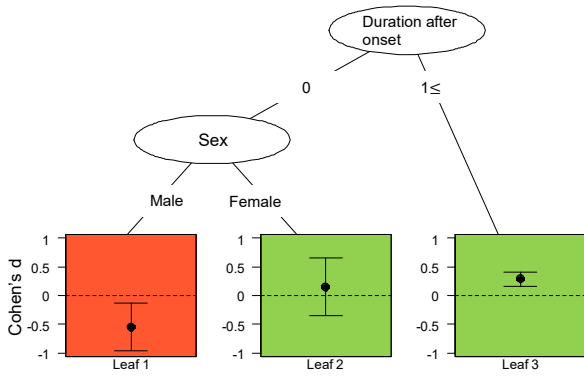 Duration after
onset
0
1≤
Sex
Male
Female
Cohen's d
1
0.5
0
-0.5
-1
1
0.5
0
-0.5
-1
1
0.5
0
-0.5
-1
Leaf 1
Leaf 2
Leaf 3